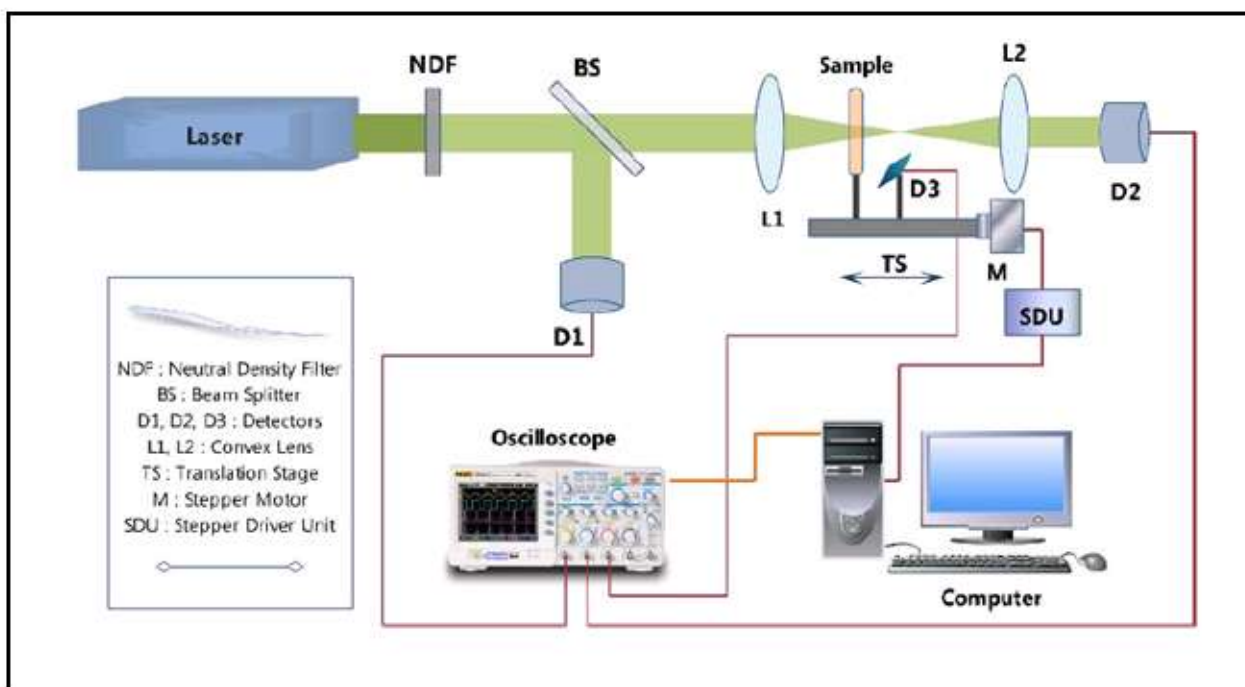 NDF
BS
Sample
L2
Laser
L1
D3
D2
TS
M
D1
SDU
NDF : Neutral Density Filter
BS : Beam Splitter
D1, D2, D3 : Detectors
L1, L2 : Convex Lens
TS : Translation Stage
M : Stepper Motor
SDU : Stepper Driver Unit
Oscilloscope
Computer